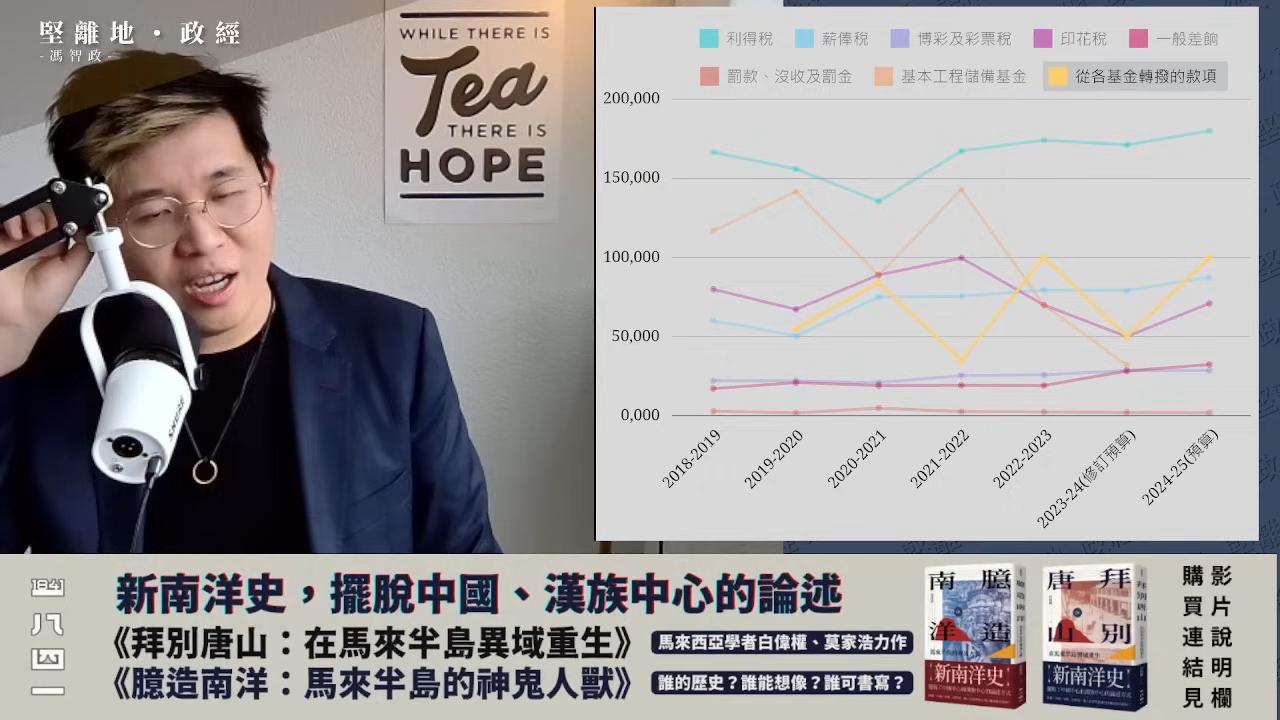 堅離地・政經
-馮智政-
WHILE THERE IS
Tea
THERE IS
HOPE
利得稅 薪俸稅 博彩及彩票稅 印花稅 一般差餉
罰款、沒收及罰金 基本工程儲備基金 從各基金轉撥的款項
200,000
150,000
100,000
50,000
0,000
2018-2019 2019-2020 2020-2021 2021-2022 2022-2023 2023-24(修訂預算) 2024-25(預算)
SHURE
一八四一
新南洋史，擺脫中國、漢族中心的論述
《拜別唐山：在馬來半島異域重生》 馬來西亞學者白偉權、莫家浩力作
《臆造南洋：馬來半島的神鬼人獸》 誰的歷史？誰能想像？誰可書寫？
臆造南洋
新南洋史
拜別唐山
新南洋史
影片說明欄
購買連結見